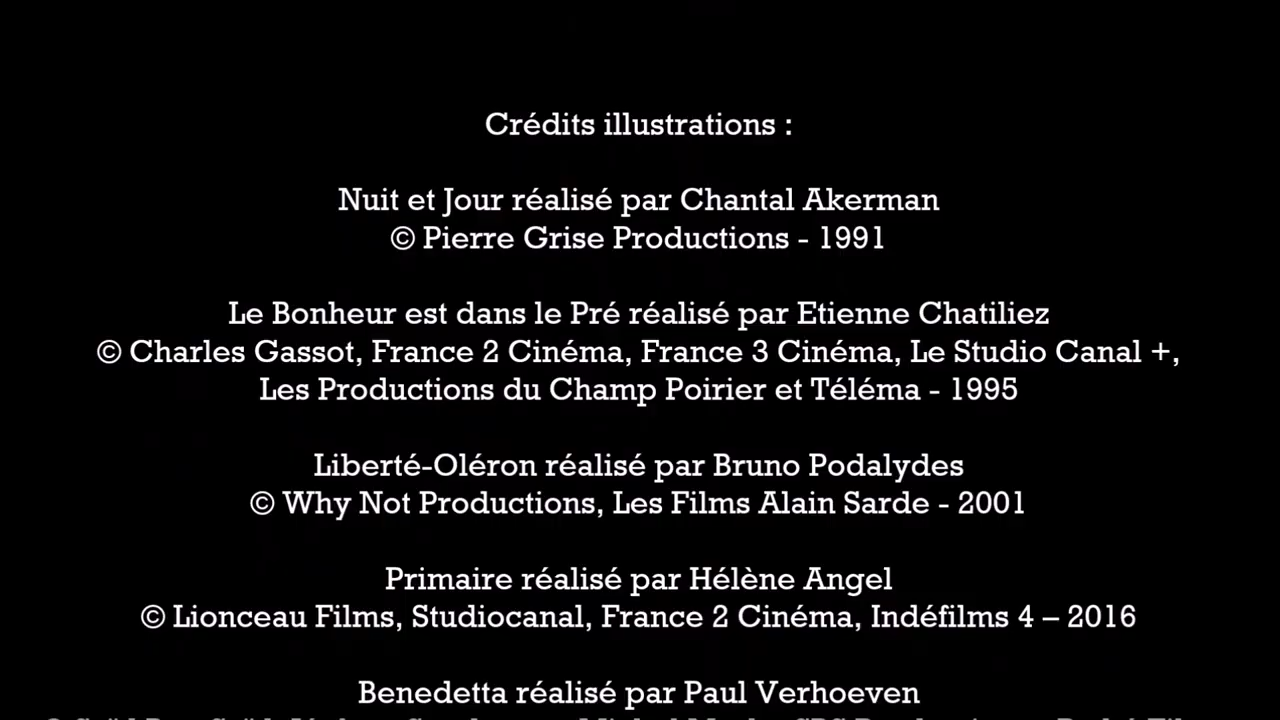 Crédits illustrations :
Nuit et Jour réalisé par Chantal Akerman
© Pierre Grise Productions - 1991
Le Bonheur est dans le Pré réalisé par Etienne Chatiliez
© Charles Gassot, France 2 Cinéma, France 3 Cinéma, Le Studio Canal +,
Les Productions du Champ Poirier et Téléma - 1995
Liberté-Oléron réalisé par Bruno Podalydes
© Why Not Productions, Les Films Alain Sarde - 2001
Primaire réalisé par Hélène Angel
© Lionceau Films, Studiocanal, France 2 Cinéma, Indéfilms 4 – 2016
Benedetta réalisé par Paul Verhoeven